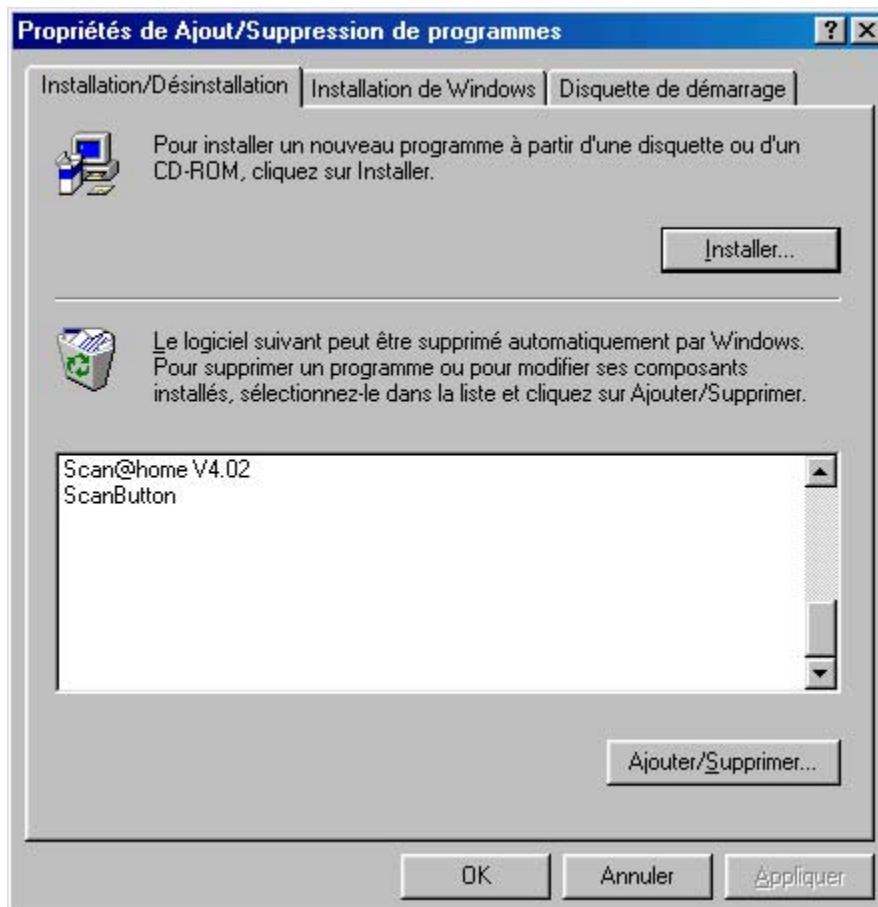 Propriétés de Ajout/Suppression de programmes
Installation/Désinstallation Installation de Windows Disquette de démarrage
Pour installer un nouveau programme à partir d'une disquette ou d'un
CD-ROM, cliquez sur Installer.
Installer...
Le logiciel suivant peut être supprimé automatiquement par Windows.
Pour supprimer un programme ou pour modifier ses composants
installés, sélectionnez-le dans la liste et cliquez sur Ajouter/Supprimer.
Scan@home V4.02
ScanButton
Ajouter/Supprimer...
OK Annuler Appliquer